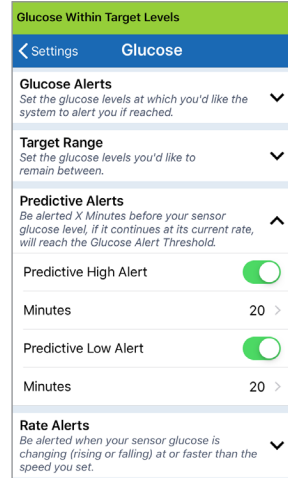 Glucose Within Target Levels
Settings
Glucose
Glucose Alerts
Set the glucose levels at which you'd like the
system to alert you if reached.
Target Range
Set the glucose levels you'd like to
remain between.
Predictive Alerts
Be alerted X Minutes before your sensor
glucose level, if it continues at its current rate,
will reach the Glucose Alert Threshold.
Predictive High Alert
Minutes 20
Predictive Low Alert
Minutes 20
Rate Alerts
Be alerted when your sensor glucose is
changing (rising or falling) at or faster than the
speed you set.